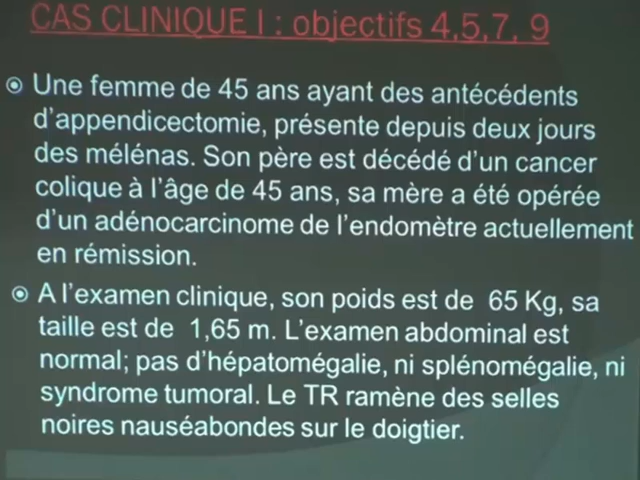 CAS CLINIQUE I : objectifs 4,5,7, 9
Une femme de 45 ans ayant des antécédents
d'appendicectomie, présente depuis deux jours
des mélénas. Son père est décédé d'un cancer
colique à l'âge de 45 ans, sa mère a été opérée
d'un adénocarcinome de l'endomètre actuellement
en rémission.
A l'examen clinique, son poids est de 65 Kg, sa
taille est de 1,65 m. L'examen abdominal est
normal; pas d'hépatomégalie, ni splénomégalie, ni
syndrome tumoral. Le TR ramène des selles
noires nauséabondes sur le doigtier.